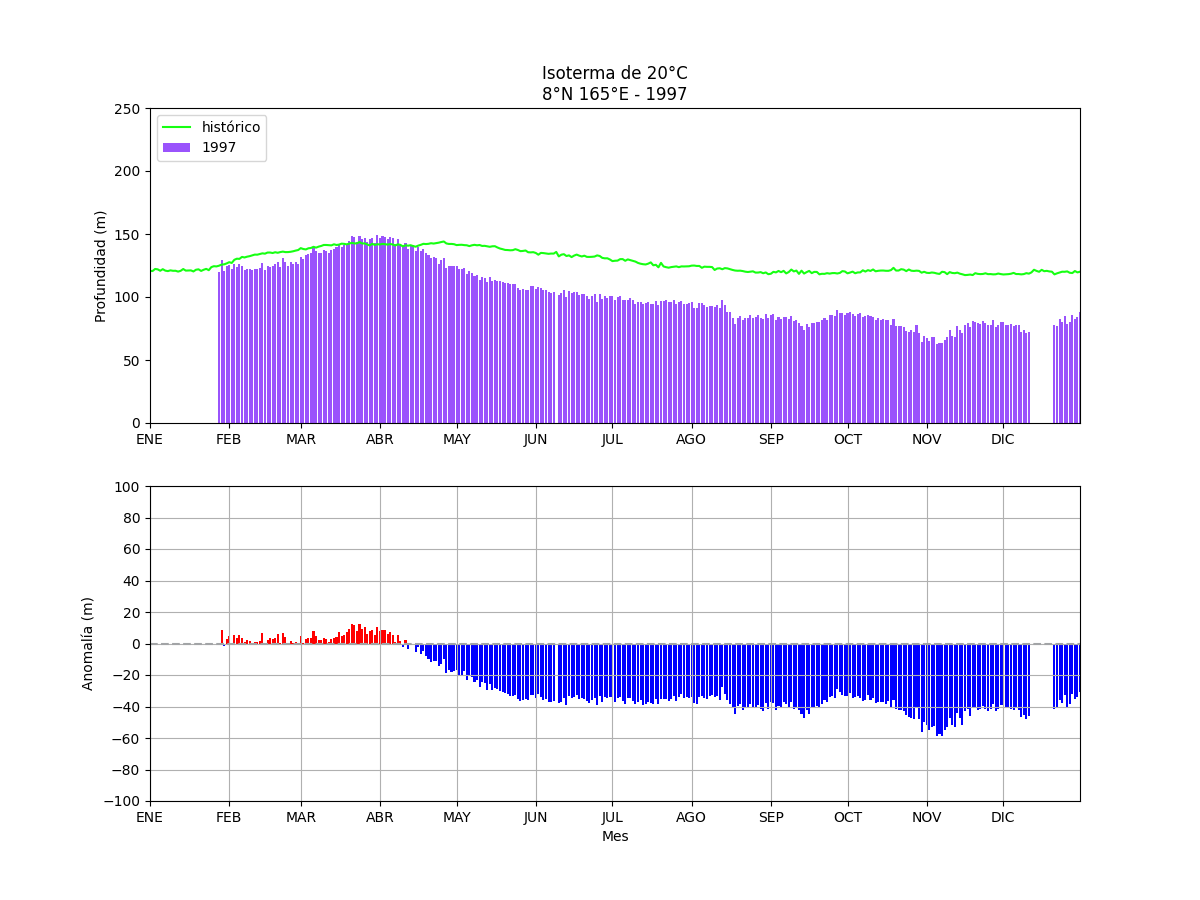 Isoterma de 20°C
8°N 165°E - 1997
250
200
150
100
50
0
Profundidad (m)
histórico
1997
ENE FEB MAR ABR MAY JUN JUL AGO SEP OCT NOV DIC
100
80
60
40
20
0
−20
−40
−60
−80
−100
Anomalía (m)
ENE FEB MAR ABR MAY JUN JUL AGO SEP OCT NOV DIC
Mes